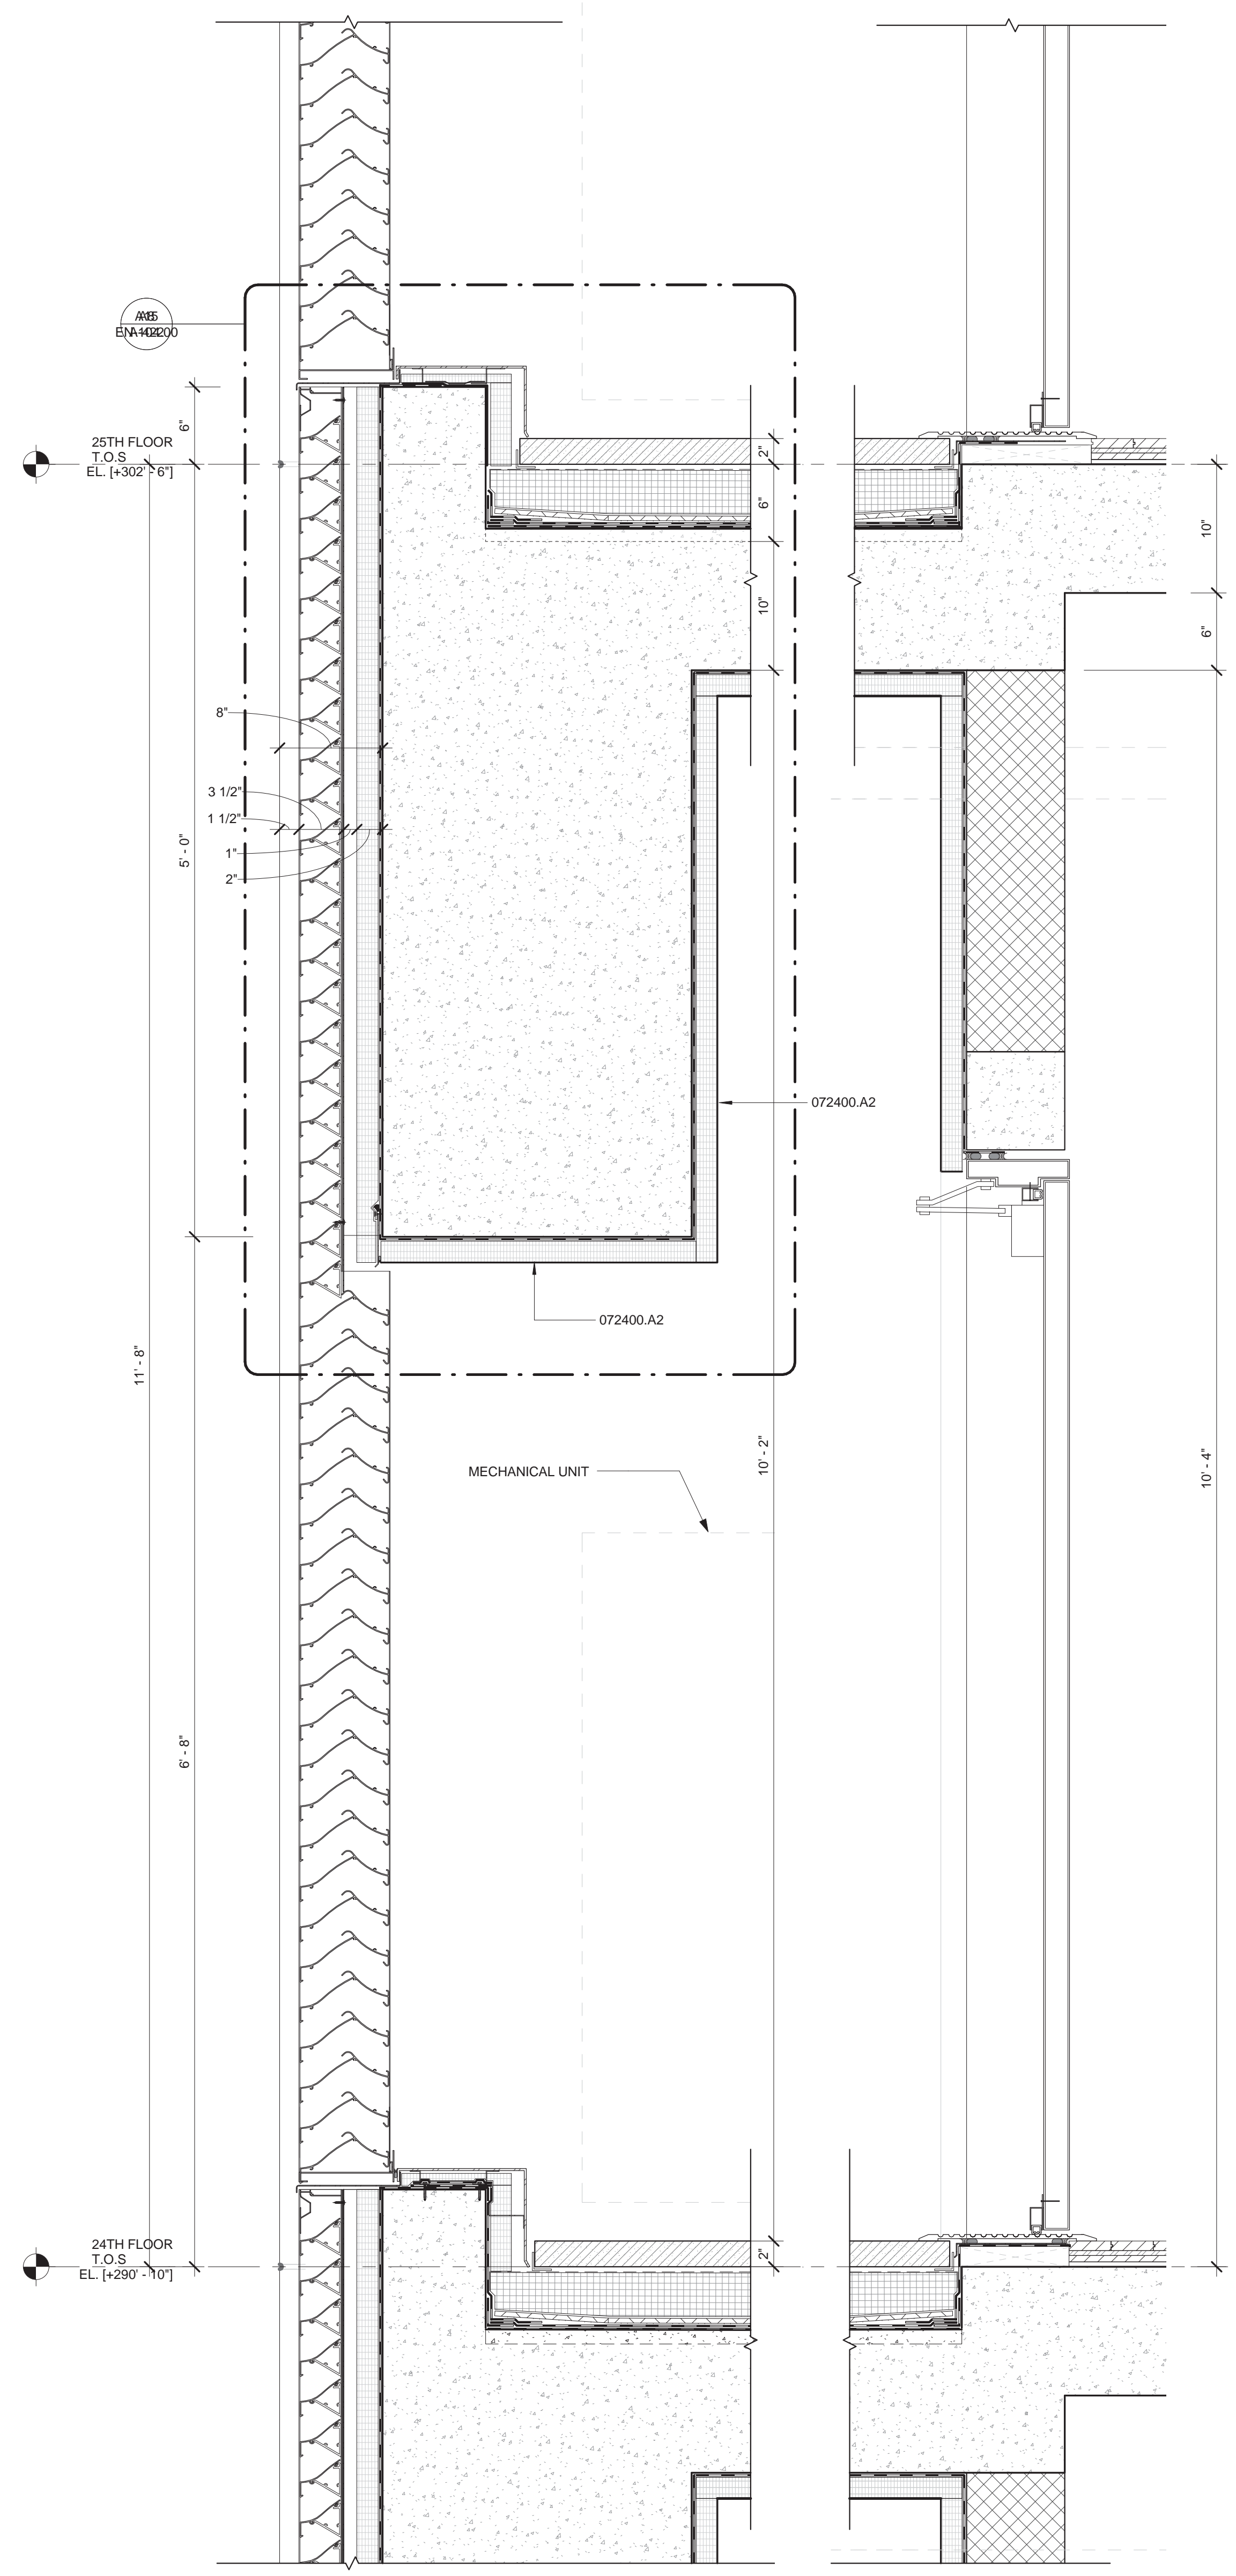 6"
25TH FLOOR
T.O.S
EL. [+302' - 6"]
2"
6"
10"
10"
6"
8"
3 1/2"
1 1/2"
1"
2"
5' - 0"
072400.A2
072400.A2
11' - 8"
10' - 2"
10' - 4"
MECHANICAL UNIT
6' - 8"
24TH FLOOR
T.O.S
EL. [+290' - 10"]
2"